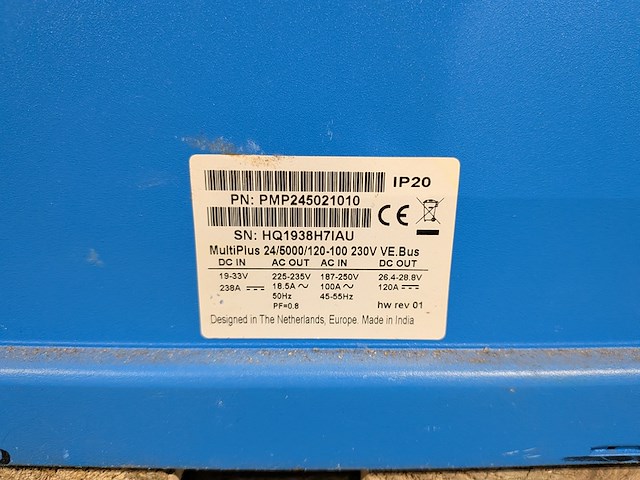 IP20
PN: PMP245021010
CE
SN: HQ1938H7IAU
MultiPlus 24/5000/120-100 230V VE.Bus
DC IN AC OUT AC IN DC OUT
19-33V 225-235V 187-250V 26.4-28.8V
238A 18.5A 100A 120A
50Hz 45-55Hz
PF=0.8 hw rev 01
Designed in The Netherlands, Europe. Made in India